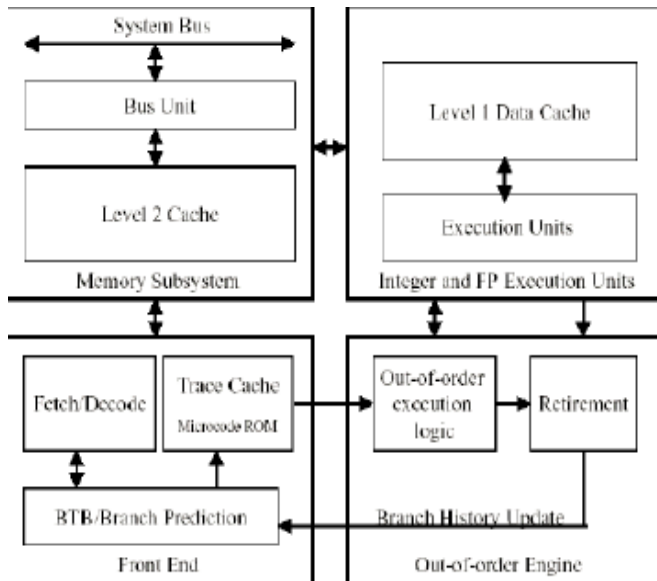 System Bus
Bus Unit
Level 2 Cache
Memory Subsystem
Level 1 Data Cache
Execution Units
Integer and FP Execution Units
Fetch/Decode
Trace Cache
Microcode ROM
BTB/Branch Prediction
Front End
Out-of-order
execution
logic
Retirement
Branch History Update
Out-of-order Engine